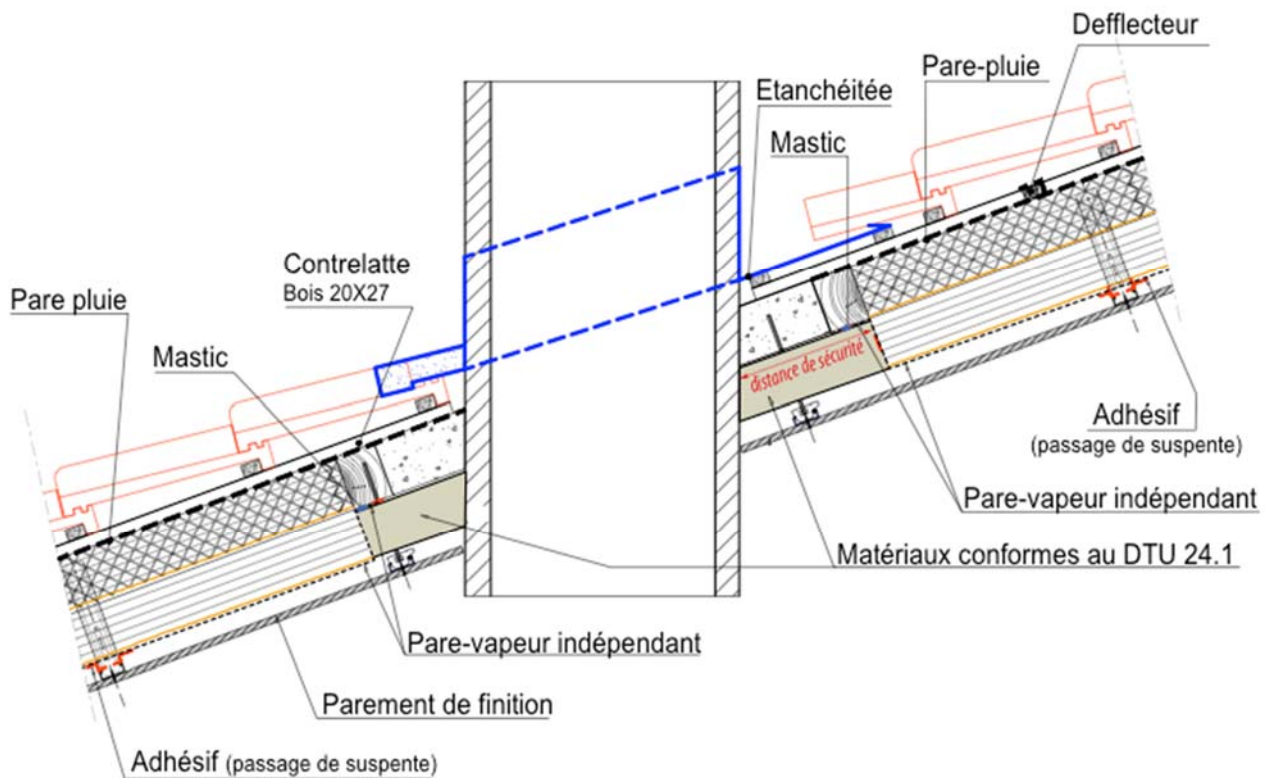 Defflecteur
Pare-pluie
Etanchéitée
Mastic
Contrelatte
Bois 20X27
Pare pluie
Mastic
distance de sécurité
Adhésif
(passage de suspente)
Pare-vapeur indépendant
Matériaux conformes au DTU 24.1
Pare-vapeur indépendant
Parement de finition
Adhésif (passage de suspente)